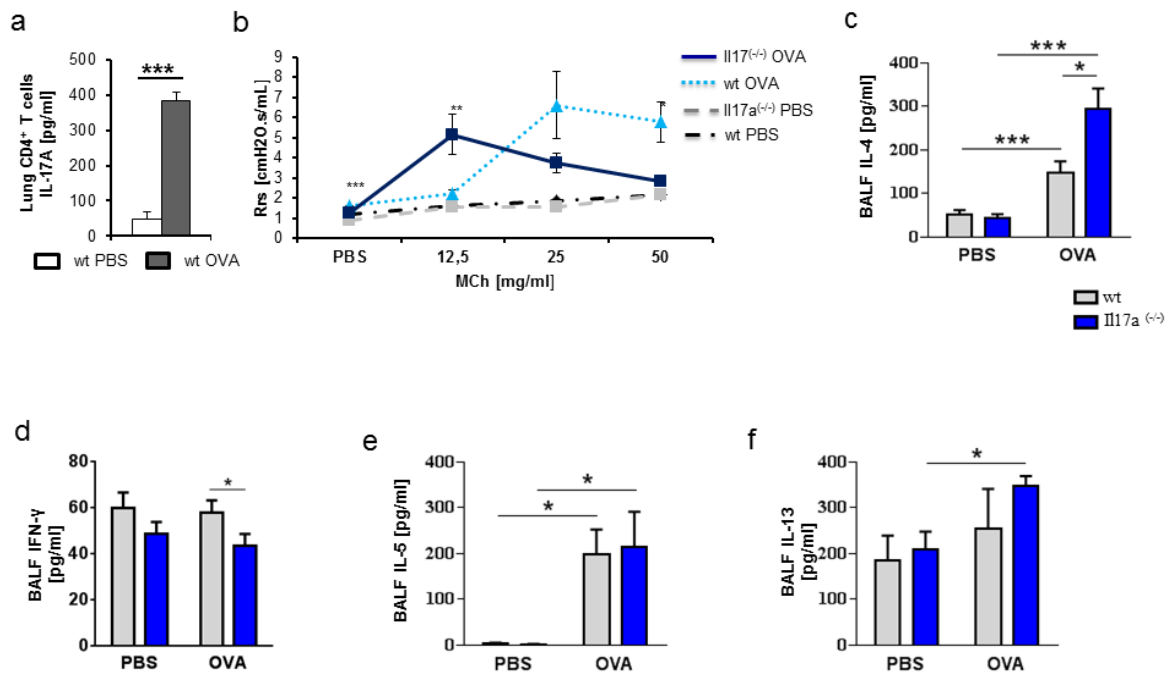 a
Lung CD4⁺ T cells
IL-17A [pg/ml]
500
400
300
200
100
0
***
wt PBS
wt OVA
b
Rrs [cmH2O.s/mL]
9
8
7
6
5
4
3
2
1
0
***
**
*
PBS
12,5
25
50
MCh [mg/ml]
Il17⁽⁻/⁻⁾ OVA
wt OVA
Il17a⁽⁻/⁻⁾ PBS
wt PBS
c
BALF IL-4 [pg/ml]
400
300
200
100
0
***
***
*
PBS
OVA
wt
Il17a ⁽⁻/⁻⁾
d
BALF IFN-γ
[pg/ml]
80
60
40
20
0
*
PBS
OVA
e
BALF IL-5 [pg/ml]
400
300
200
100
0
*
*
PBS
OVA
f
BALF IL-13
[pg/ml]
400
300
200
100
0
*
PBS
OVA